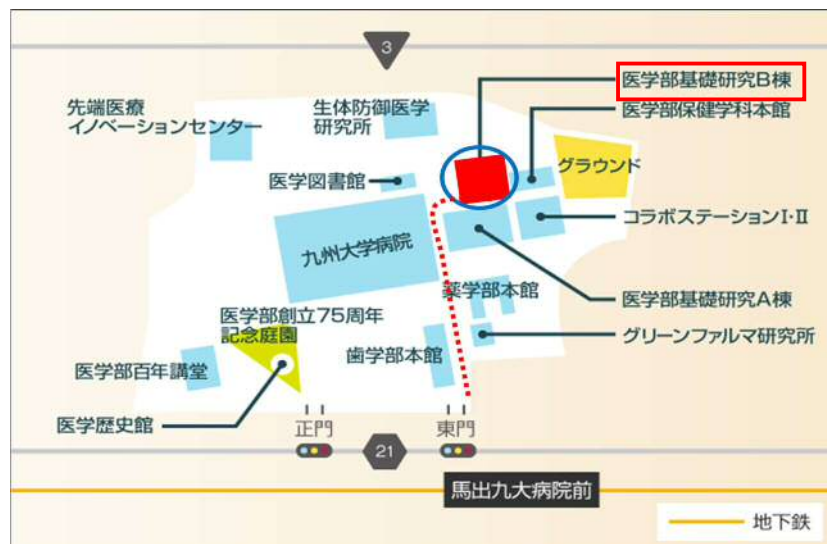 3
医学部基礎研究B棟
先端医療
イノベーションセンター
生体防御医学
研究所
医学部保健学科本館
グラウンド
医学図書館
コラボステーションI・II
九州大学病院
薬学部本館
医学部基礎研究A棟
医学部創立75周年
記念庭園
グリーンファルマ研究所
歯学部本館
医学部百年講堂
医学歴史館
正門
東門
21
馬出九大病院前
地下鉄